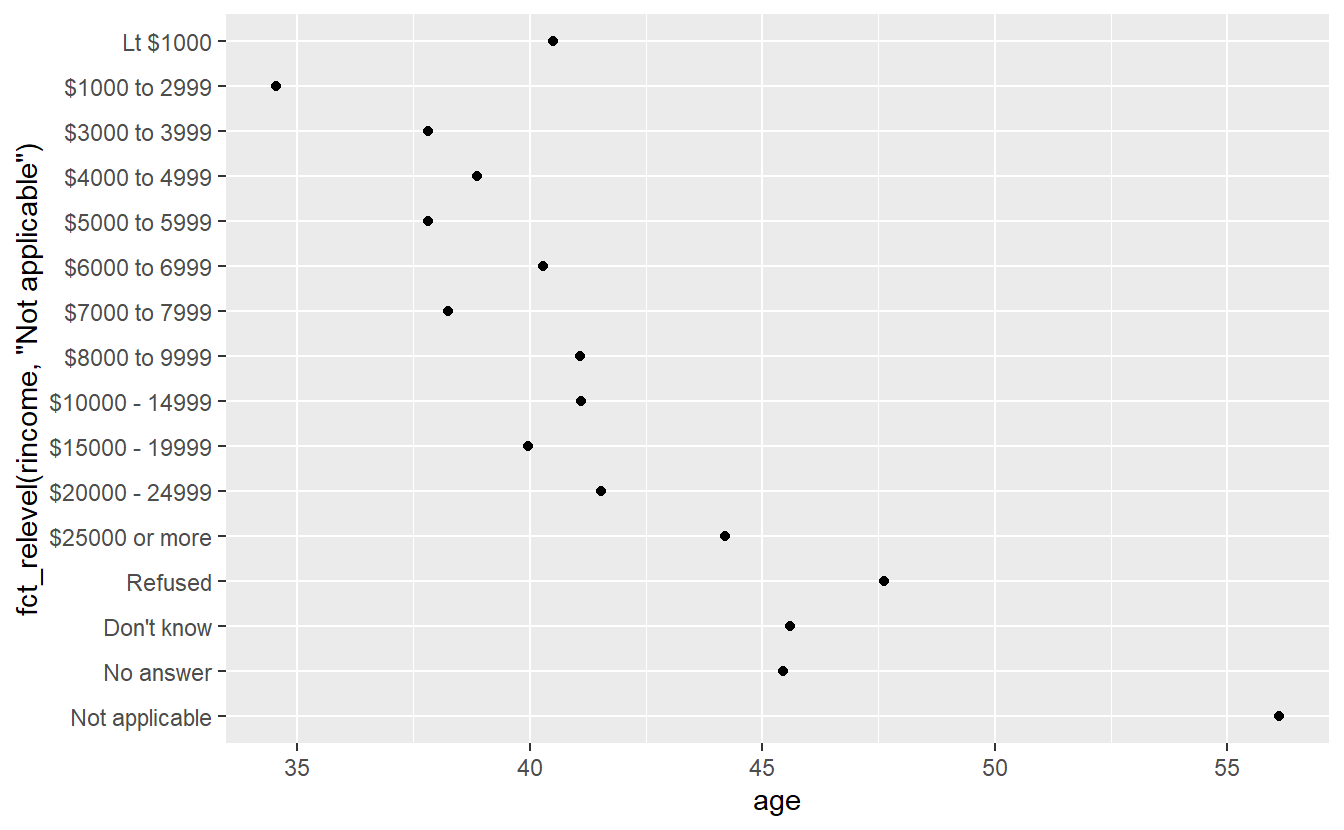 fct_relevel(rincome, "Not applicable")
Lt $1000
$1000 to 2999
$3000 to 3999
$4000 to 4999
$5000 to 5999
$6000 to 6999
$7000 to 7999
$8000 to 9999
$10000 - 14999
$15000 - 19999
$20000 - 24999
$25000 or more
Refused
Don't know
No answer
Not applicable
35 40 45 50 55
age